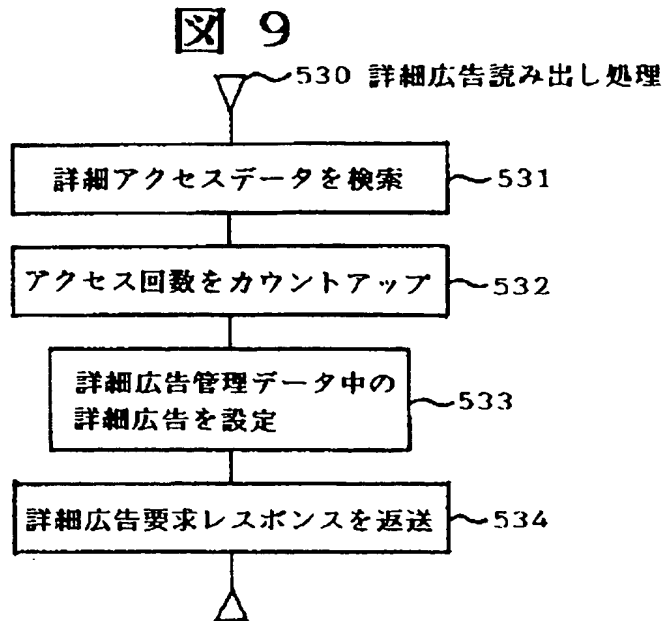 図 9
530 詳細広告読み出し処理
詳細アクセスデータを検索 531
アクセス回数をカウントアップ 532
詳細広告管理データ中の
詳細広告を設定 533
詳細広告要求レスポンスを返送 534